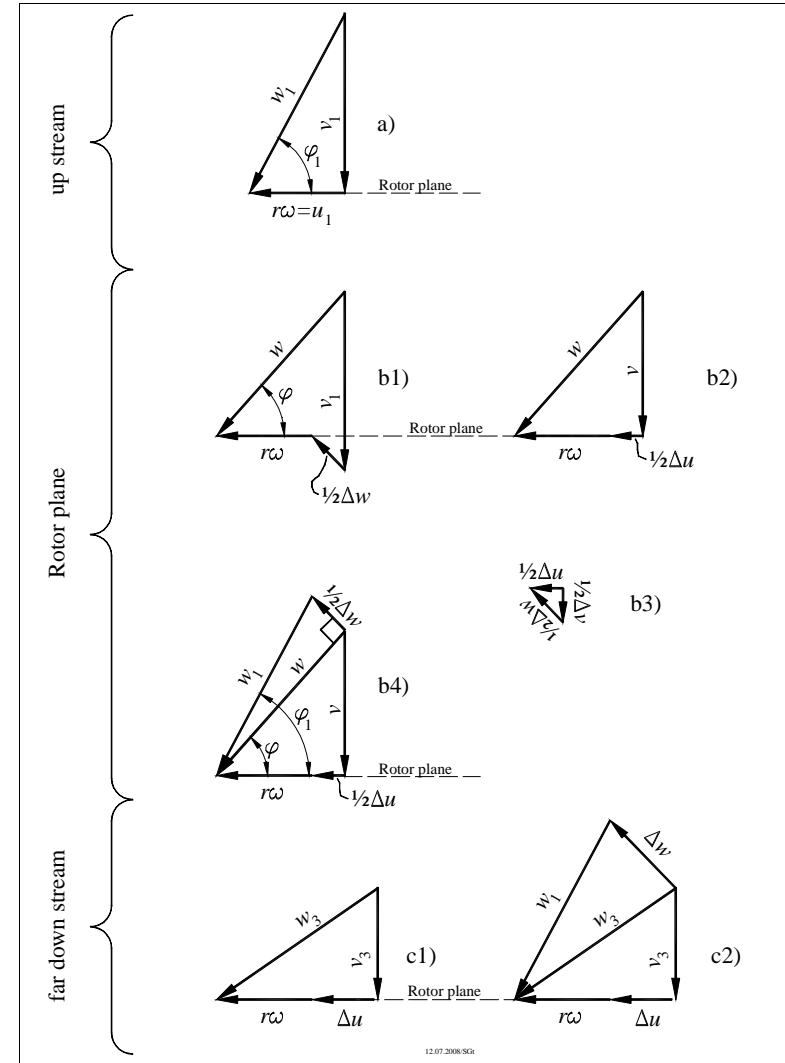 up stream
w1
v1
φ1
a)
Rotor plane
rω=u1
Rotor plane
w
φ
v1
b1)
w
v
b2)
Rotor plane
rω
½Δw
rω
½Δu
½Δw
w1
w
φ1
φ
v
b4)
½Δu
½Δv
½Δw
b3)
Rotor plane
rω
½Δu
far down stream
w3
v3
c1)
Δw
w1
w3
v3
c2)
Rotor plane
rω
Δu
rω
Δu
12.07.2008/SGt